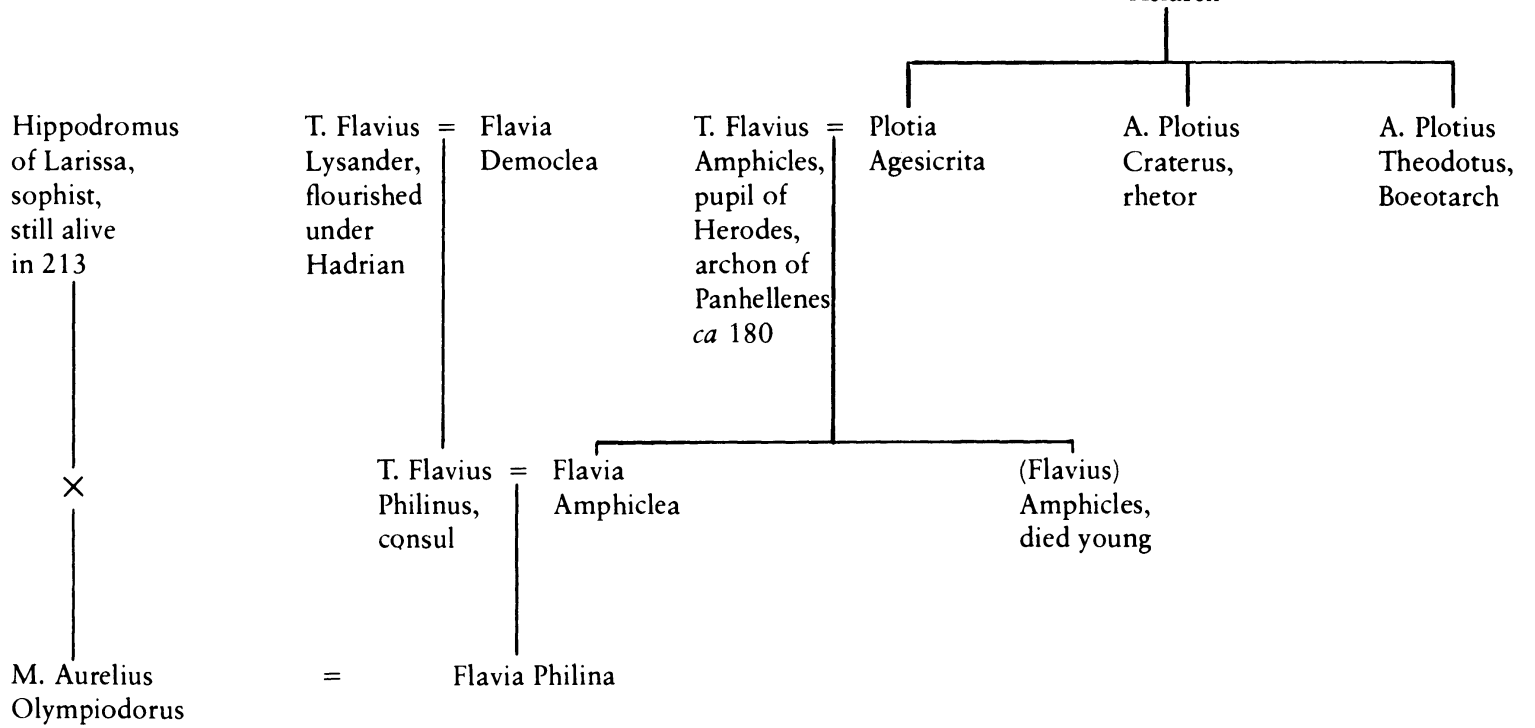 Hippodromus
of Larissa,
sophist,
still alive
in 213
T. Flavius = Flavia
Lysander, Democlea
flourished
under
Hadrian
T. Flavius = Plotia
Amphicles, Agesicrita
pupil of
Herodes,
archon of
Panhellenes
ca 180
A. Plotius
Craterus,
rhetor
A. Plotius
Theodotus,
Boeotarch
×
T. Flavius = Flavia
Philinus, Amphiclea
consul
(Flavius)
Amphicles,
died young
M. Aurelius = Flavia Philina
Olympiodorus